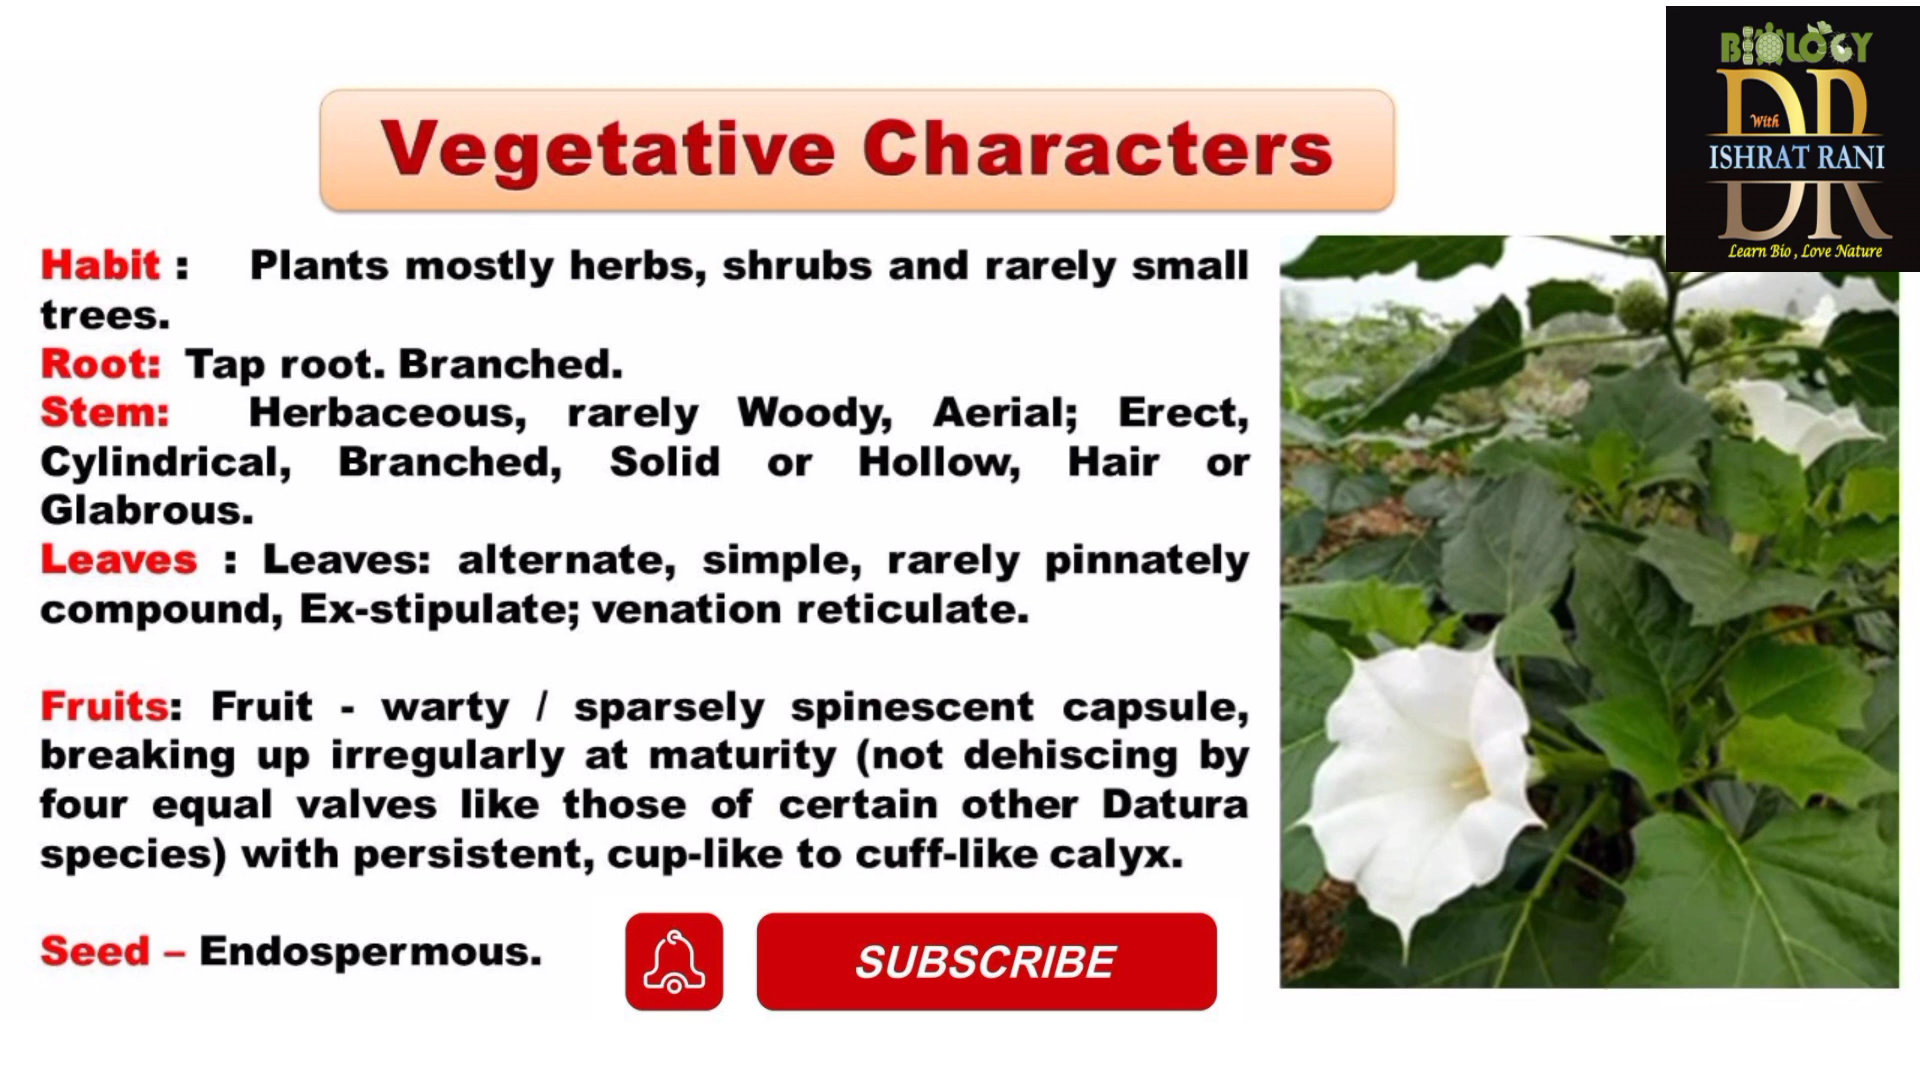 BIOLOGY
DR
With
ISHRAT RANI
DR
Learn Bio , Love Nature
Vegetative Characters
Habit : Plants mostly herbs, shrubs and rarely small
trees.
Root: Tap root. Branched.
Stem: Herbaceous, rarely Woody, Aerial; Erect,
Cylindrical, Branched, Solid or Hollow, Hair or
Glabrous.
Leaves : Leaves: alternate, simple, rarely pinnately
compound, Ex-stipulate; venation reticulate.
Fruits: Fruit - warty / sparsely spinescent capsule,
breaking up irregularly at maturity (not dehiscing by
four equal valves like those of certain other Datura
species) with persistent, cup-like to cuff-like calyx.
Seed – Endospermous.
SUBSCRIBE